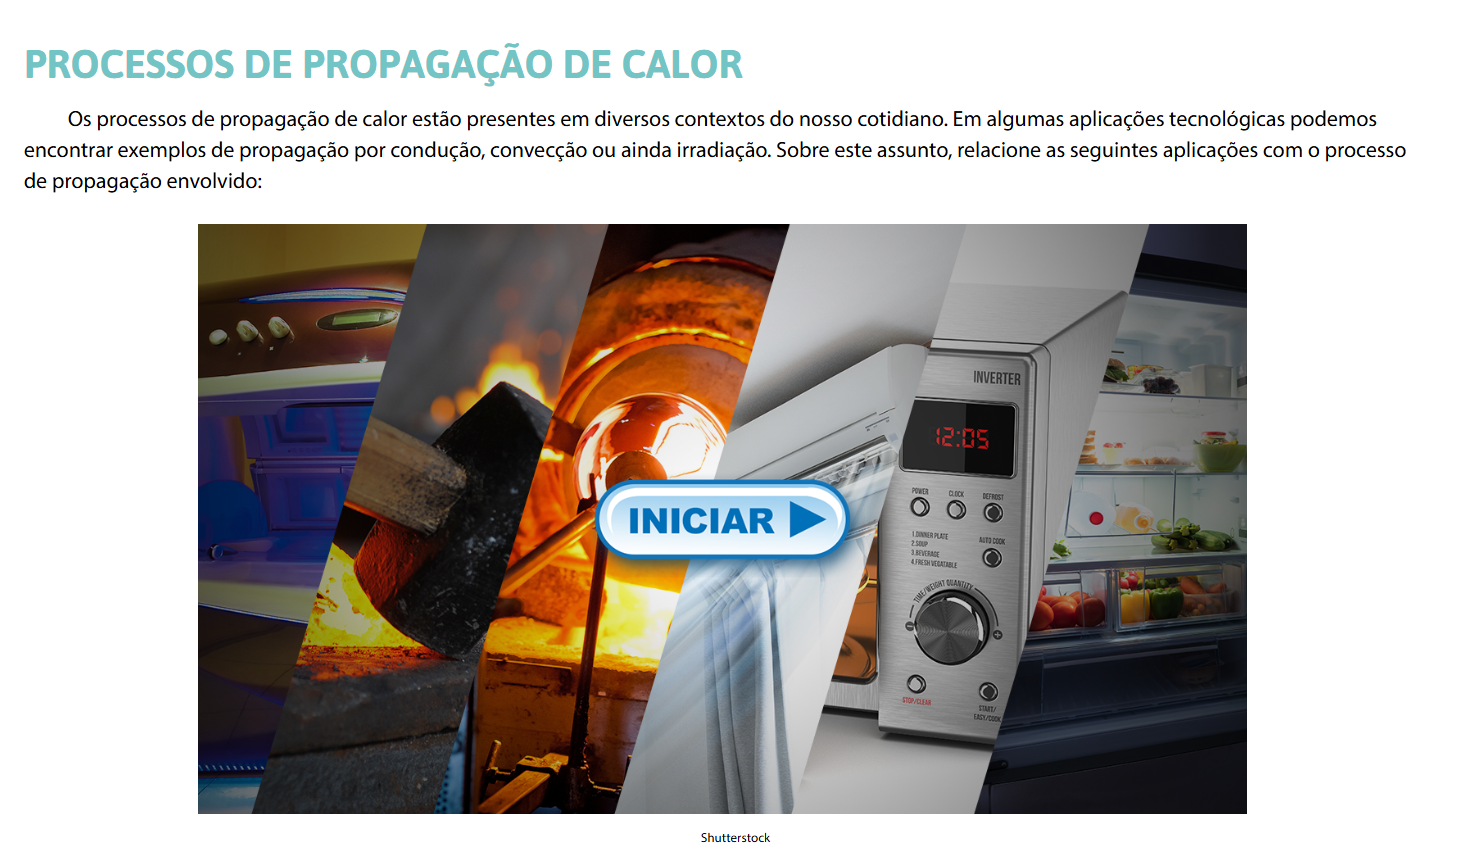 PROCESSOS DE PROPAGAÇÃO DE CALOR
Os processos de propagação de calor estão presentes em diversos contextos do nosso cotidiano. Em algumas aplicações tecnológicas podemos
encontrar exemplos de propagação por condução, convecção ou ainda irradiação. Sobre este assunto, relacione as seguintes aplicações com o processo
de propagação envolvido:
INVERTER
12:05
POWER
CLOCK
DEFROST
INICIAR
1.DINNER PLATE
2.SOUP
3.BEVERAGE
4.FRESH VEGATABLE
AUTO COOK
TIME/WEIGHT QUANTITY
STOP/CLEAR
START/
EASY/COOK
Shutterstock